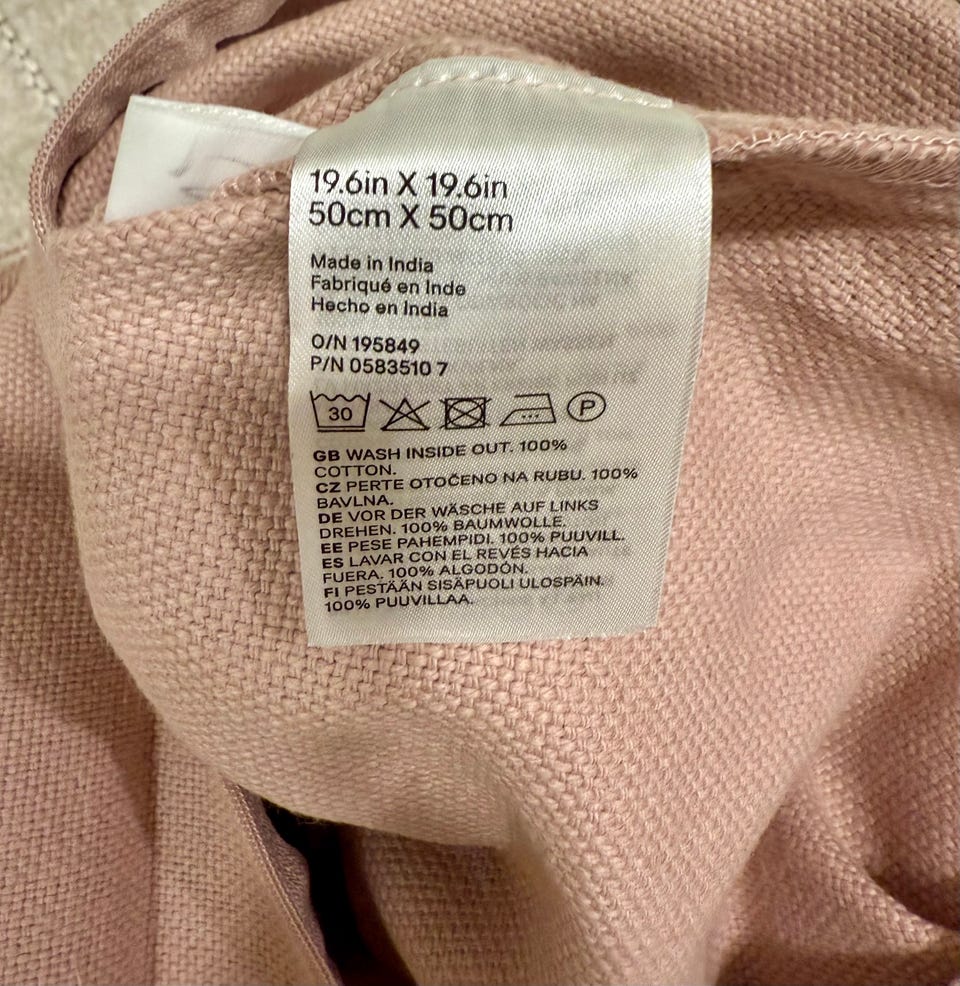 19.6in X 19.6in
50cm X 50cm
Made in India
Fabriqué en Inde
Hecho en India
O/N 195849
P/N 0583510 7
30 P
GB WASH INSIDE OUT. 100%
COTTON.
CZ PERTE OTOČENO NA RUBU. 100%
BAVLNA.
DE VOR DER WÄSCHE AUF LINKS
DREHEN. 100% BAUMWOLLE.
EE PESE PAHEMPIDI. 100% PUUVILL.
ES LAVAR CON EL REVÉS HACIA
FUERA. 100% ALGODÓN.
FI PESTÄÄN SISÄPUOLI ULOSPÄIN.
100% PUUVILLAA.